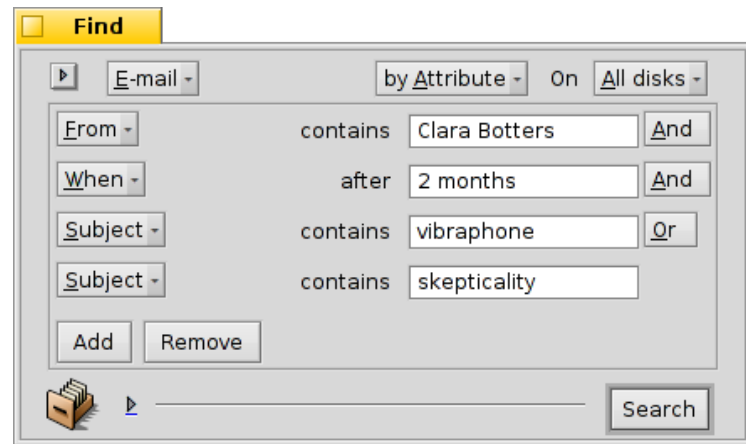 Find
E-mail by Attribute On All disks
From contains Clara Botters And
When after 2 months And
Subject contains vibraphone Or
Subject contains skepticality
Add Remove
Search